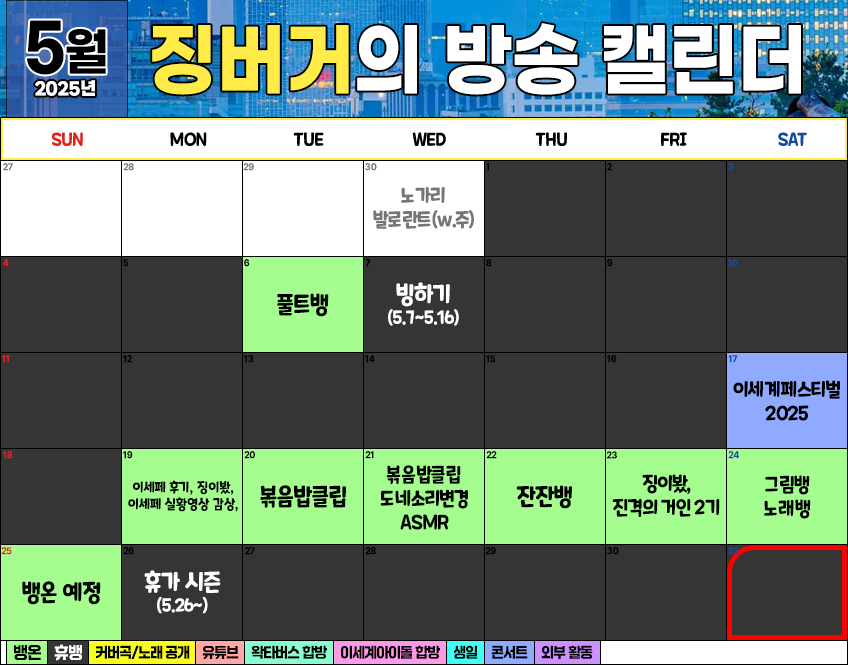 5월
2025년
징버거의 방송 캘린더
SUN MON TUE WED THU FRI SAT
27 28 29 30 1 2 3
노가리
발로란트(w.주)
4 5 6 7 8 9 10
풀트뱅
빙하기
(5.7~5.16)
11 12 13 14 15 16 17
이세계페스티벌
2025
18 19 20 21 22 23 24
이세페 후기, 징이봤,
이세페 실황영상 감상,
볶음밥클립
볶음밥클립
도네소리변경
ASMR
잔잔뱅
징이봤,
진격의 거인 2기
그림뱅
노래뱅
25 26 27 28 29 30 31
뱅온 예정
휴가 시즌
(5.26~)
뱅온 휴뱅 커버곡/노래 공개 유튜브 왁타버스 합방 이세계아이돌 합방 생일 콘서트 외부 활동